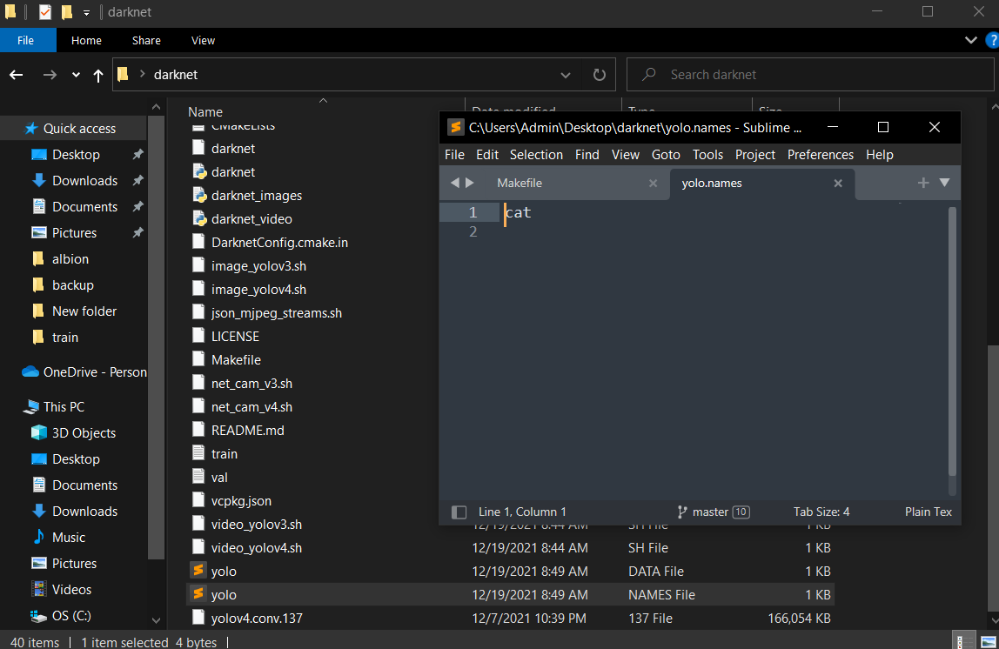 darknet
File Home Share View
darknet
Search darknet
Name
Date modified Type Size
CMakeLists
Quick access
Desktop
Downloads
Documents
Pictures
albion
backup
New folder
train
OneDrive - Person
This PC
3D Objects
Desktop
Documents
Downloads
Music
Pictures
Videos
OS (C:)
darknet
darknet
darknet_images
darknet_video
DarknetConfig.cmake.in
image_yolov3.sh
image_yolov4.sh
json_mjpeg_streams.sh
LICENSE
Makefile
net_cam_v3.sh
net_cam_v4.sh
README.md
train
val
vcpkg.json
video_yolov3.sh 12/19/2021 8:44 AM SH File 1 KB
video_yolov4.sh 12/19/2021 8:44 AM SH File 1 KB
yolo 12/19/2021 8:49 AM DATA File 1 KB
yolo 12/19/2021 8:49 AM NAMES File 1 KB
yolov4.conv.137 12/7/2021 10:39 PM 137 File 166,054 KB
C:\Users\Admin\Desktop\darknet\yolo.names - Sublime ...
File Edit Selection Find View Goto Tools Project Preferences Help
Makefile
yolo.names
1 cat
2
Line 1, Column 1 master 10 Tab Size: 4 Plain Tex
40 items 1 item selected 4 bytes